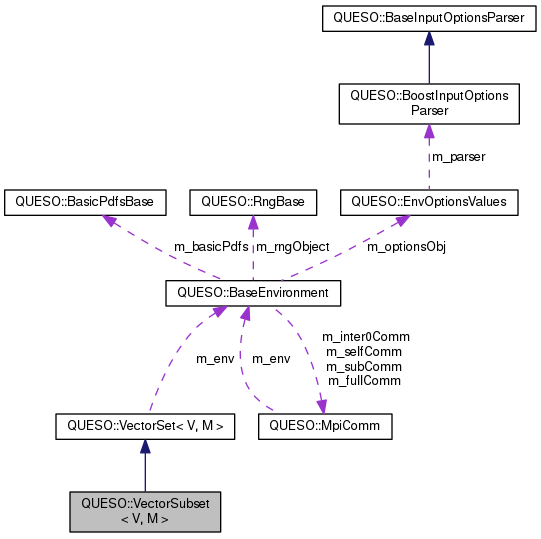 QUESO::BaseInputOptionsParser
QUESO::BoostInputOptions
Parser
m_parser
QUESO::BasicPdfsBase
QUESO::RngBase
QUESO::EnvOptionsValues
m_basicPdfs
m_rngObject
m_optionsObj
QUESO::BaseEnvironment
m_inter0Comm
m_selfComm
m_subComm
m_fullComm
m_env
m_env
QUESO::VectorSet< V, M >
QUESO::MpiComm
QUESO::VectorSubset
< V, M >